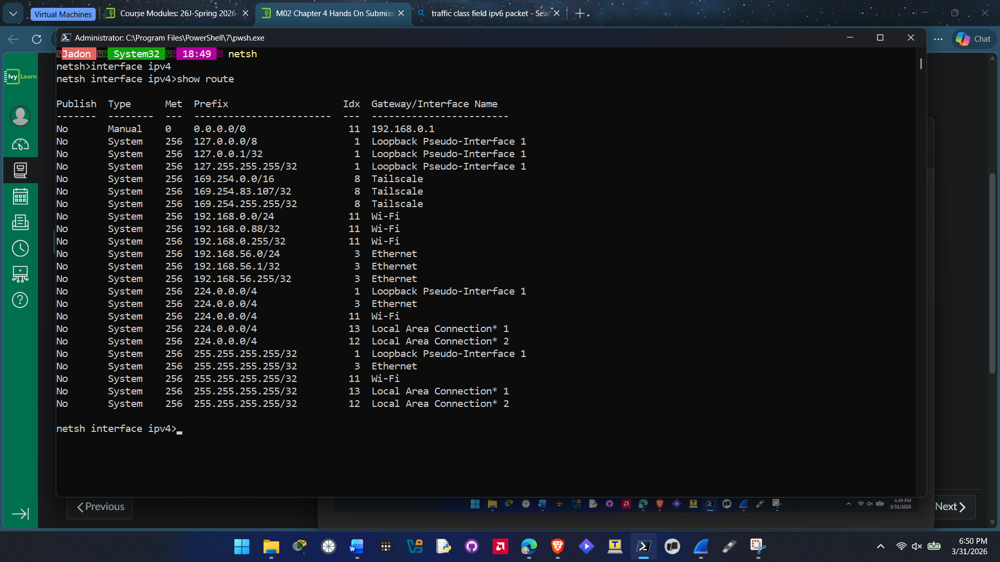 Virtual Machines
Course Modules: 26J-Spring 2026-
M02 Chapter 4 Hands On Submiss
traffic class field ipv6 packet - Sear
Chat
Administrator: C:\Program Files\PowerShell\7\pwsh.exe
Jadon System32 18:49 netsh
netsh>interface ipv4
netsh interface ipv4>show route
Publish Type Met Prefix Idx Gateway/Interface Name
------- -------- --- ------------------------ --- ------------------------
No Manual 0 0.0.0.0/0 11 192.168.0.1
No System 256 127.0.0.0/8 1 Loopback Pseudo-Interface 1
No System 256 127.0.0.1/32 1 Loopback Pseudo-Interface 1
No System 256 127.255.255.255/32 1 Loopback Pseudo-Interface 1
No System 256 169.254.0.0/16 8 Tailscale
No System 256 169.254.83.107/32 8 Tailscale
No System 256 169.254.255.255/32 8 Tailscale
No System 256 192.168.0.0/24 11 Wi-Fi
No System 256 192.168.0.88/32 11 Wi-Fi
No System 256 192.168.0.255/32 11 Wi-Fi
No System 256 192.168.56.0/24 3 Ethernet
No System 256 192.168.56.1/32 3 Ethernet
No System 256 192.168.56.255/32 3 Ethernet
No System 256 224.0.0.0/4 1 Loopback Pseudo-Interface 1
No System 256 224.0.0.0/4 3 Ethernet
No System 256 224.0.0.0/4 11 Wi-Fi
No System 256 224.0.0.0/4 13 Local Area Connection* 1
No System 256 224.0.0.0/4 12 Local Area Connection* 2
No System 256 255.255.255.255/32 1 Loopback Pseudo-Interface 1
No System 256 255.255.255.255/32 3 Ethernet
No System 256 255.255.255.255/32 11 Wi-Fi
No System 256 255.255.255.255/32 13 Local Area Connection* 1
No System 256 255.255.255.255/32 12 Local Area Connection* 2
netsh interface ipv4>_
Ivy Learn
Previous
Next
6:49 PM
3/31/2026
6:50 PM
3/31/2026